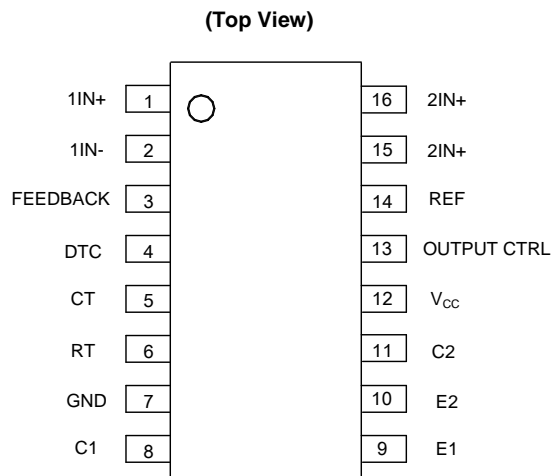 (Top View)
1IN+ 1 16 2IN+
1IN- 2 15 2IN+
FEEDBACK 3 14 REF
DTC 4 13 OUTPUT CTRL
CT 5 12 VCC
RT 6 11 C2
GND 7 10 E2
C1 8 9 E1